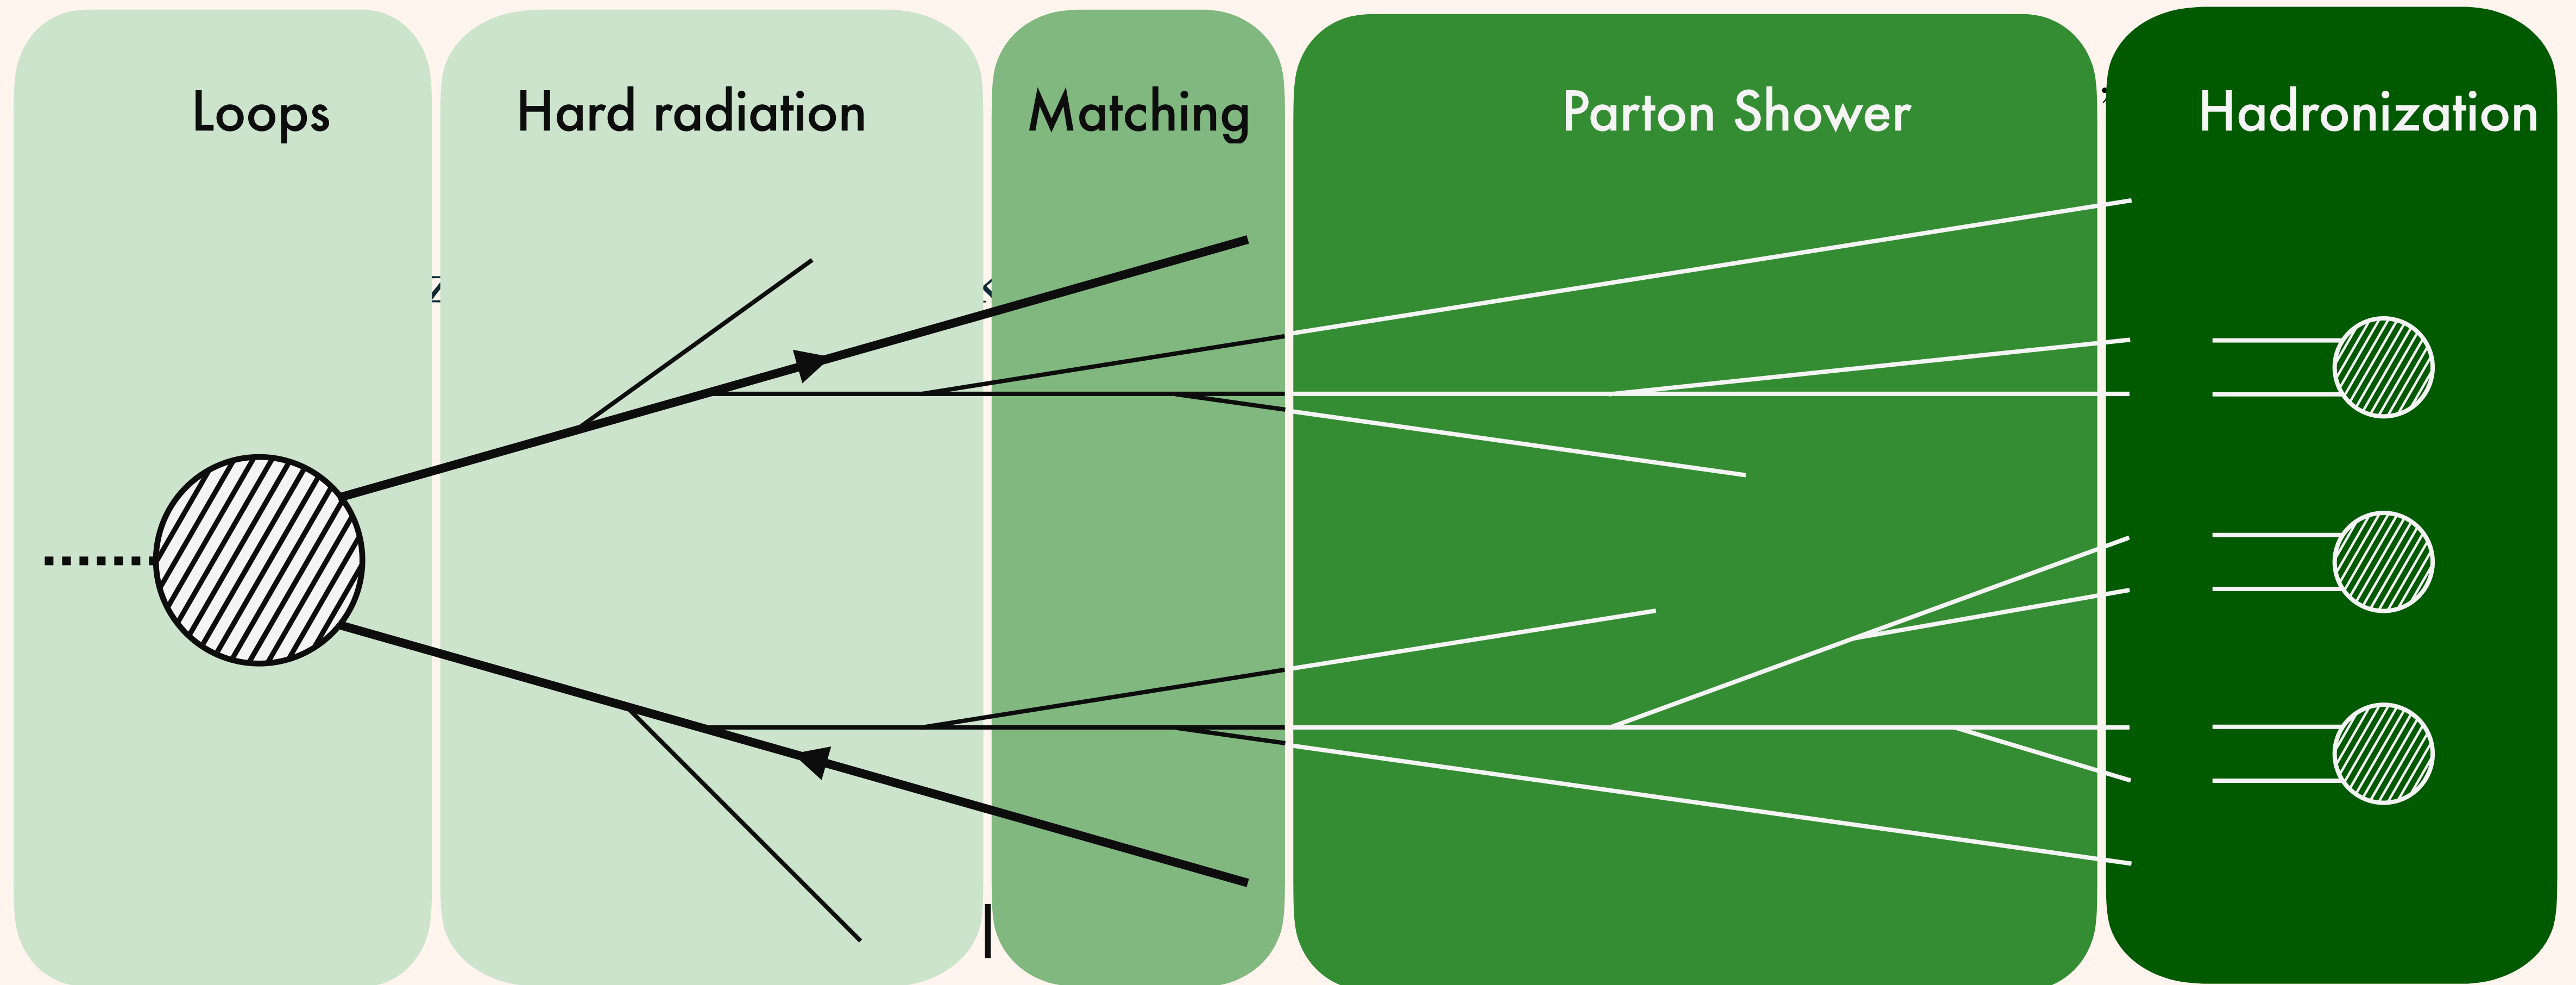 Loops
Hard radiation
Matching
Parton Shower
Hadronization